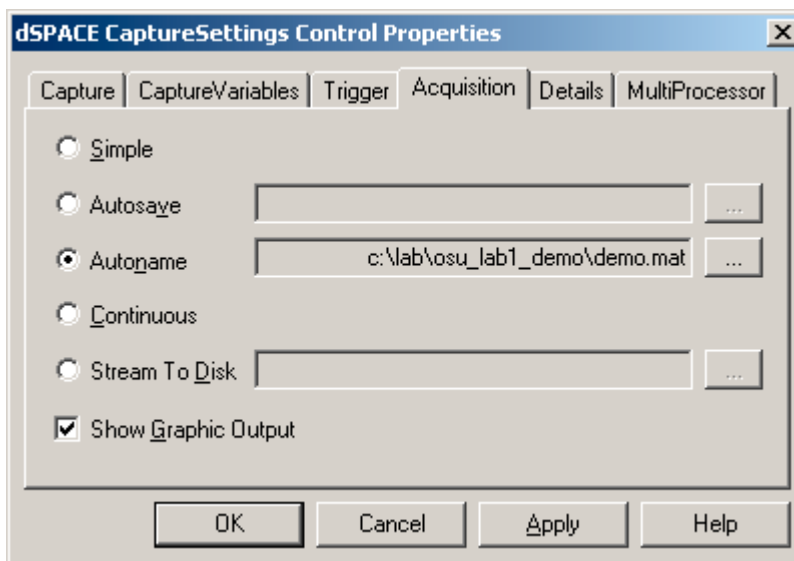 dSPACE CaptureSettings Control Properties
Capture CaptureVariables Trigger Acquisition Details MultiProcessor
Simple
Autosave ...
Autoname c:\lab\osu_lab1_demo\demo.mat ...
Continuous
Stream To Disk ...
Show Graphic Output
OK Cancel Apply Help